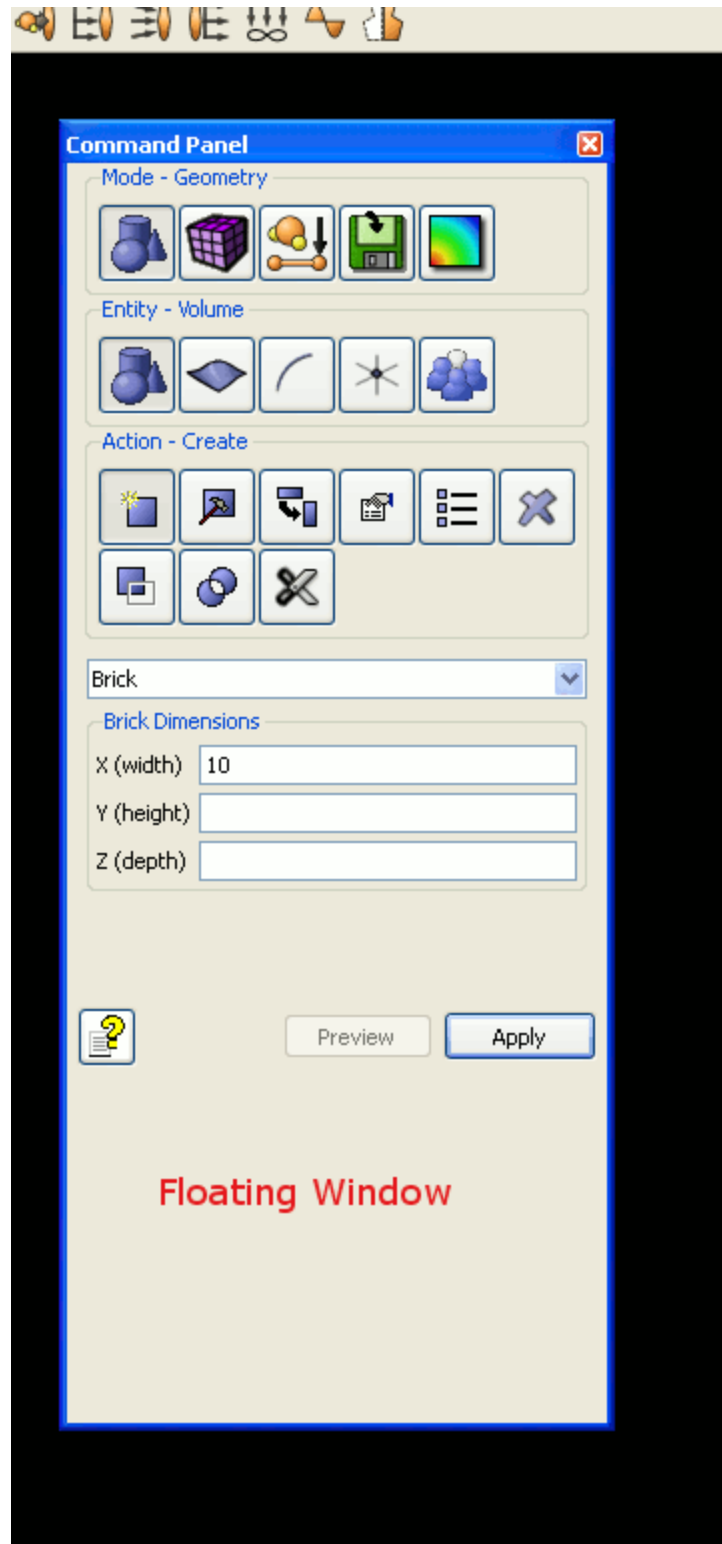 Command Panel
Mode - Geometry
Entity - Volume
Action - Create
Brick
Brick Dimensions
X (width) 10
Y (height)
Z (depth)
Preview Apply
Floating Window